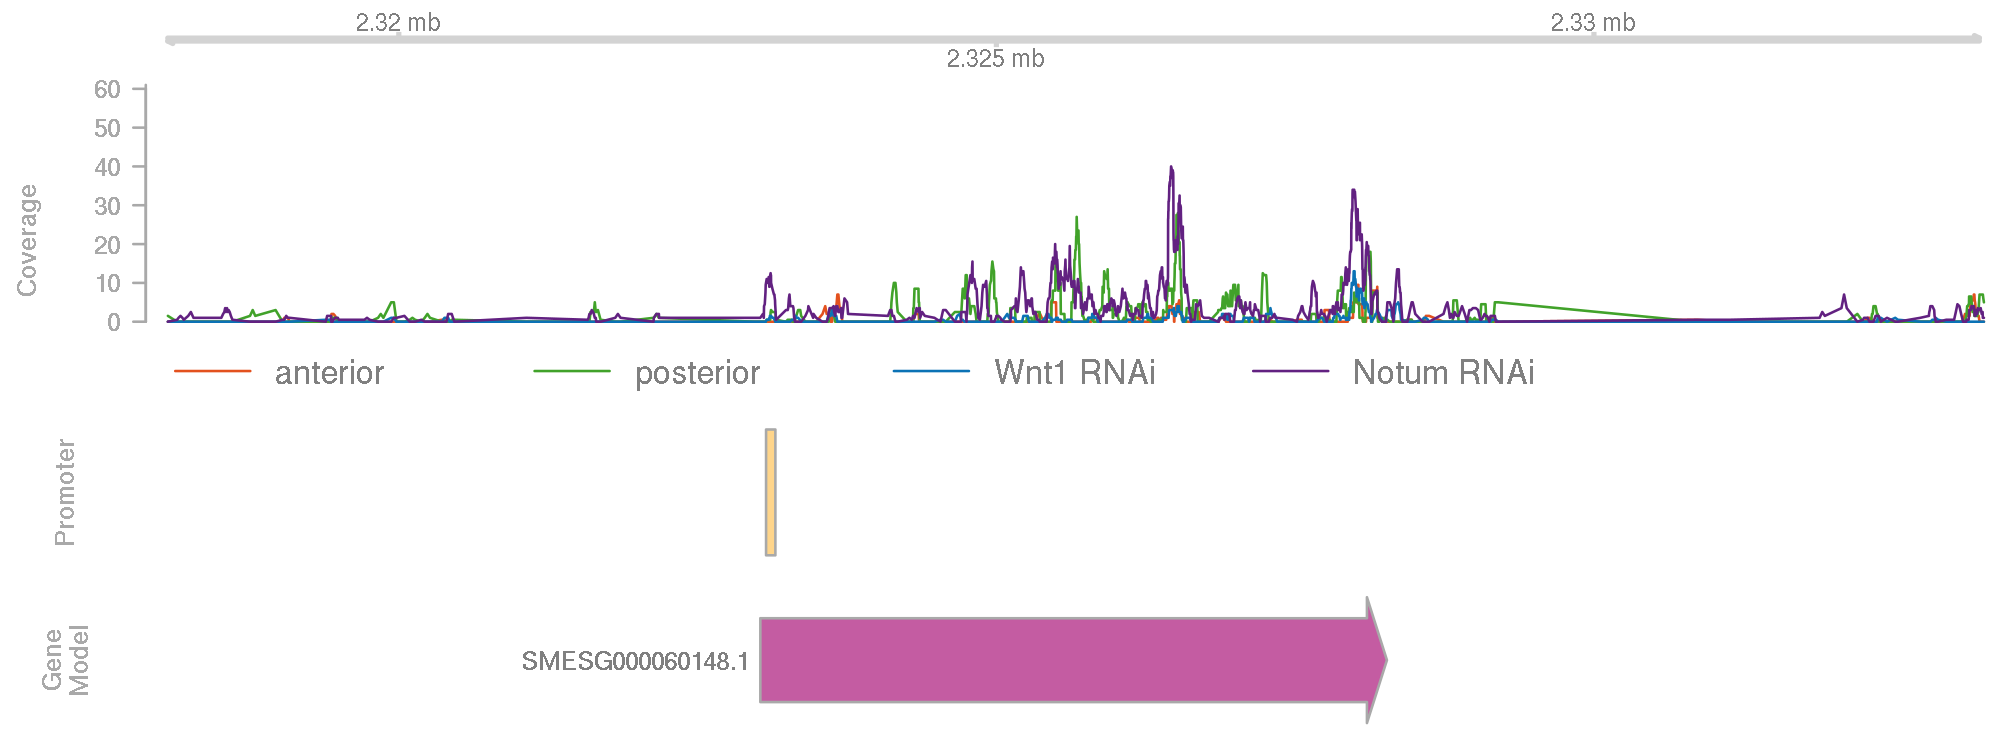 2.32 mb
2.33 mb
2.325 mb
Coverage
60
50
40
30
20
10
0
anterior
posterior
Wnt1 RNAi
Notum RNAi
Promoter
Gene
Model
SMESG000060148.1